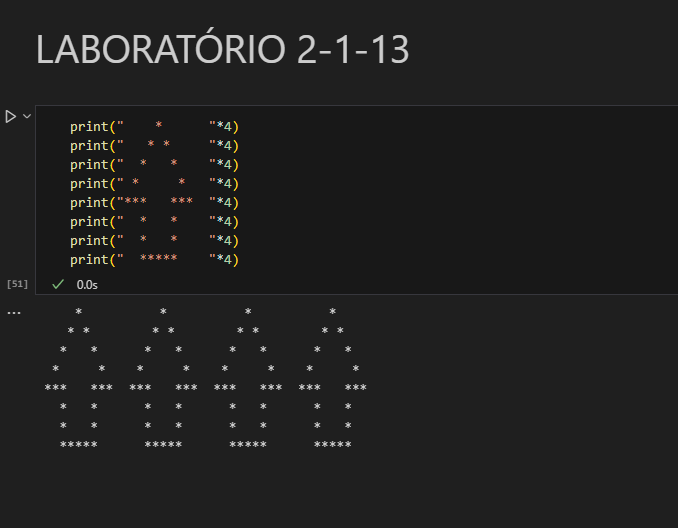 LABORATÓRIO 2-1-13
print("    *      "*4)
print("   * *     "*4)
print("  *   *    "*4)
print(" *     *   "*4)
print("***   ***  "*4)
print("  *   *    "*4)
print("  *   *    "*4)
print("  *****    "*4)
[51] 0.0s
...     *          *          *          *
   * *        * *        * *        * *
  *   *      *   *      *   *      *   *
 *     *    *     *    *     *    *     *
***   ***  ***   ***  ***   ***  ***   ***
  *   *      *   *      *   *      *   *
  *   *      *   *      *   *      *   *
  *****      *****      *****      *****